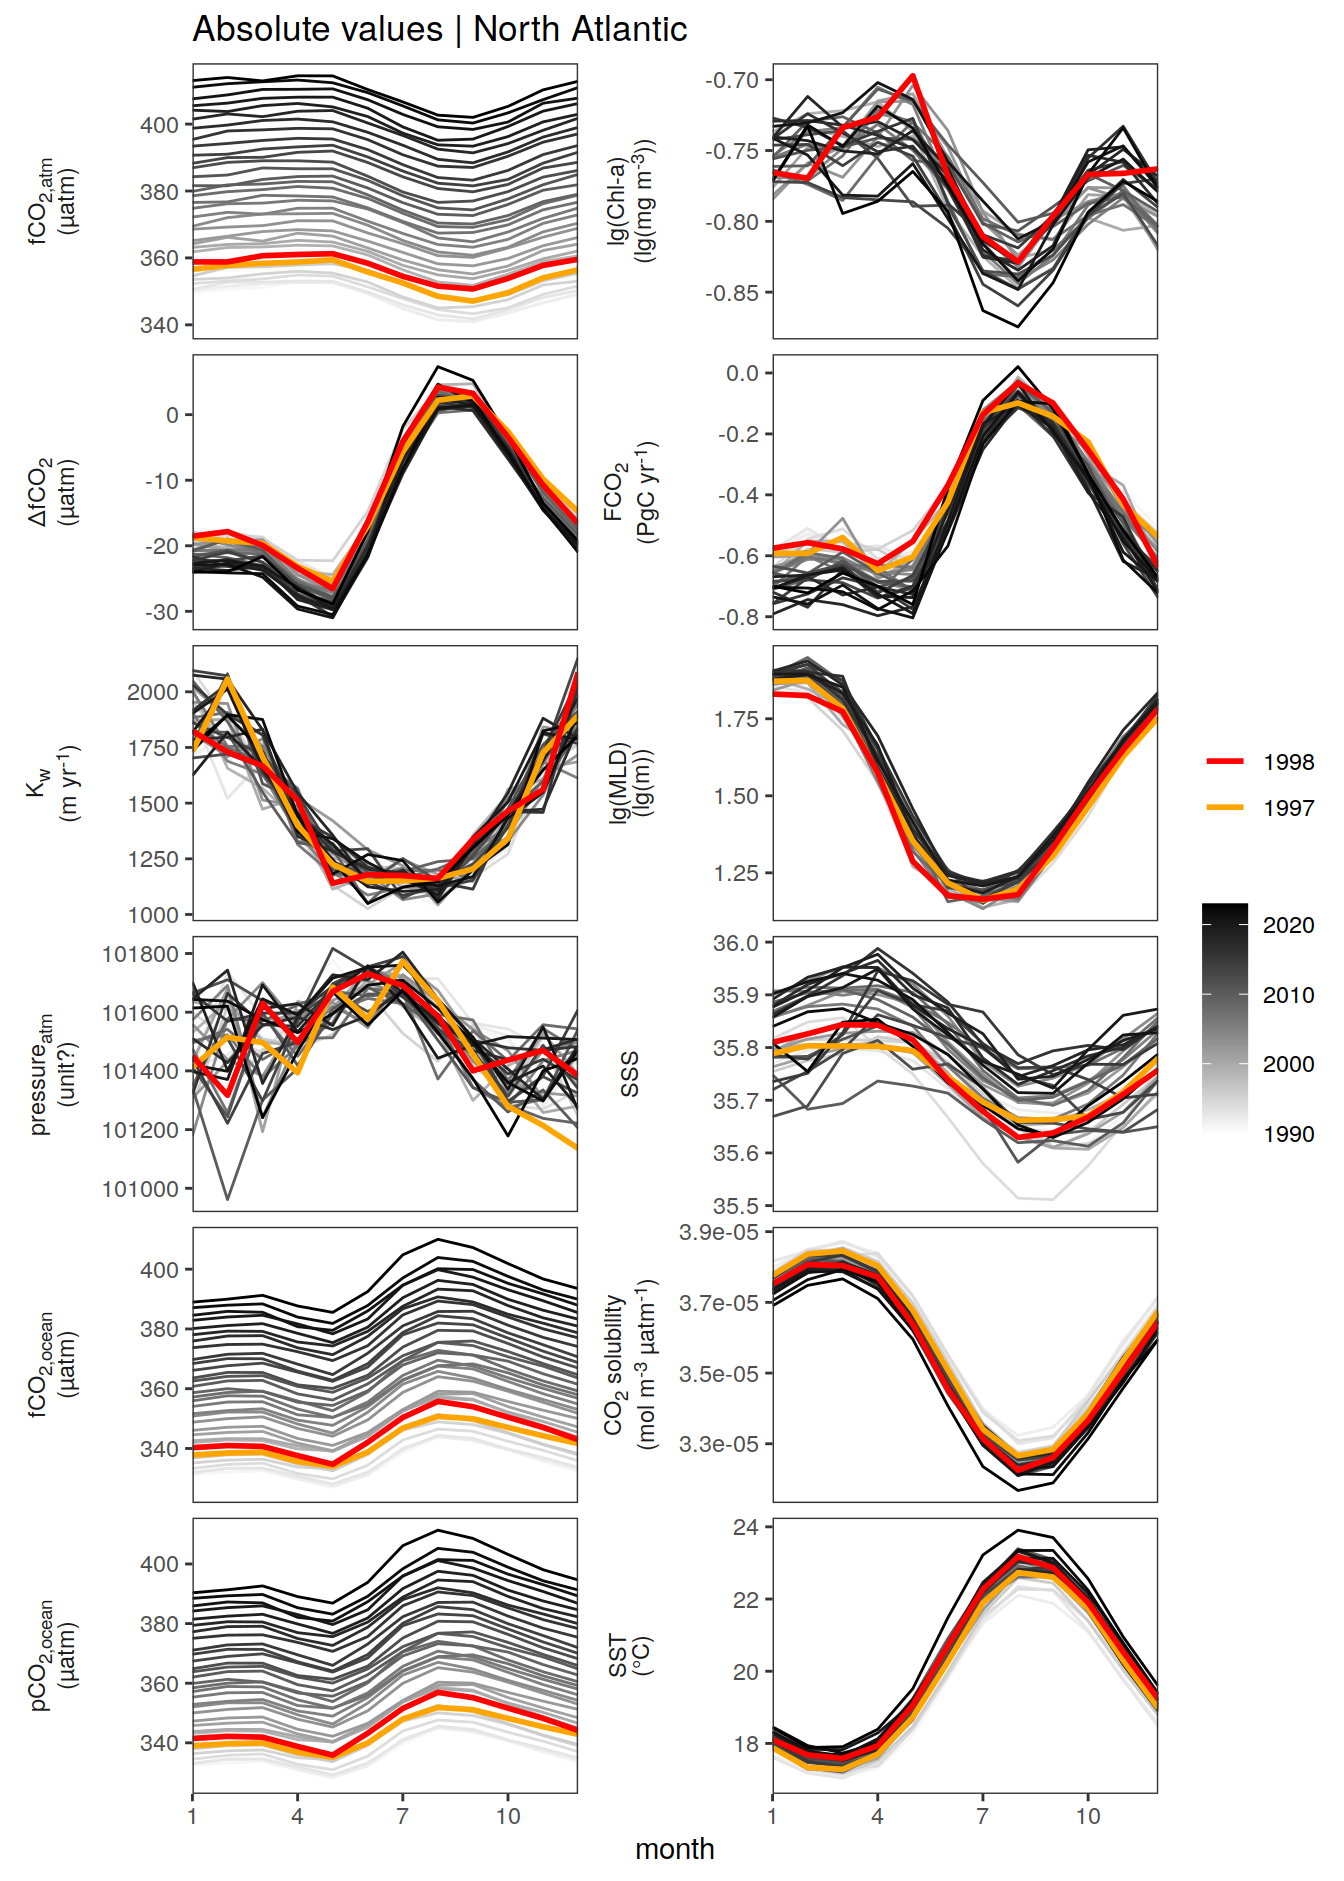 Absolute values | North Atlantic
fCO2,atm
(µatm)
400
380
360
340
lg(Chl-a)
(lg(mg m-3))
-0.70
-0.75
-0.80
-0.85
ΔfCO2
(µatm)
0
-10
-20
-30
FCO2
(PgC yr-1)
0.0
-0.2
-0.4
-0.6
-0.8
Kw
(m yr-1)
2000
1750
1500
1250
1000
lg(MLD)
(lg(m))
1.75
1.50
1.25
pressureatm
(unit?)
101800
101600
101400
101200
101000
SSS
36.0
35.9
35.8
35.7
35.6
35.5
fCO2,ocean
(µatm)
400
380
360
340
CO2 solubility
(mol m-3 µatm-1)
3.9e-05
3.7e-05
3.5e-05
3.3e-05
pCO2,ocean
(µatm)
400
380
360
340
SST
(°C)
24
22
20
18
1 4 7 10
1 4 7 10
month
1998
1997
2020
2010
2000
1990